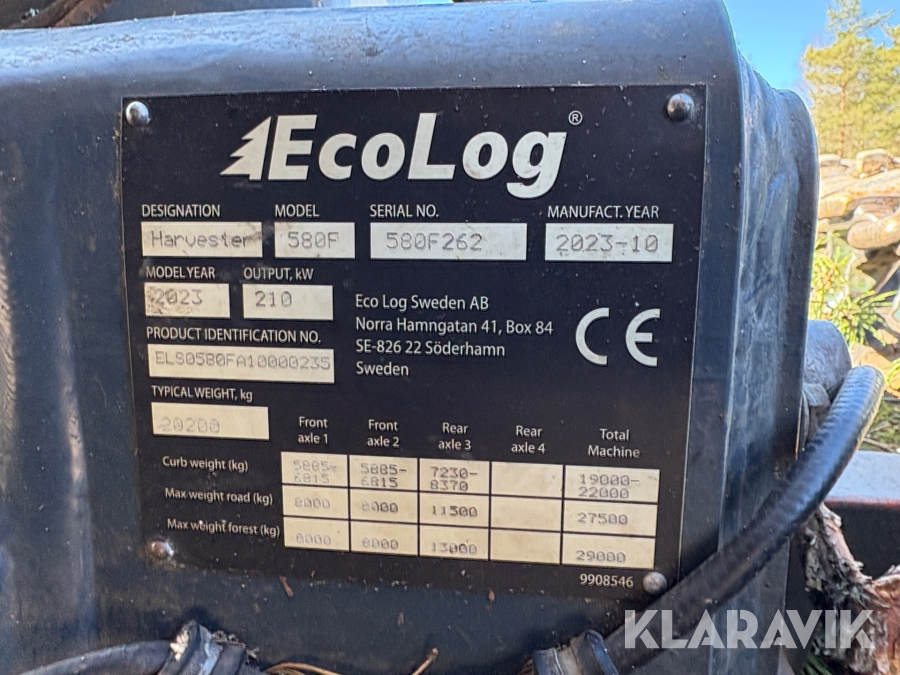 EcoLog®
DESIGNATION MODEL SERIAL NO. MANUFACT. YEAR
Harvester 580F 580F262 2023-10
MODEL YEAR OUTPUT, kW
2023 210
Eco Log Sweden AB
Norra Hamngatan 41, Box 84
SE-826 22 Söderhamn
Sweden
CE
PRODUCT IDENTIFICATION NO.
ELS0580FA10000235
TYPICAL WEIGHT, kg
20200
Front axle 1 Front axle 2 Rear axle 3 Rear axle 4 Total Machine
Curb weight (kg) 5885-6815 5885-6815 7230-8370 19000-22000
Max weight road (kg) 8000 8000 11500 27500
Max weight forest (kg) 8000 8000 13000 29000
9908546
KLARAVIK